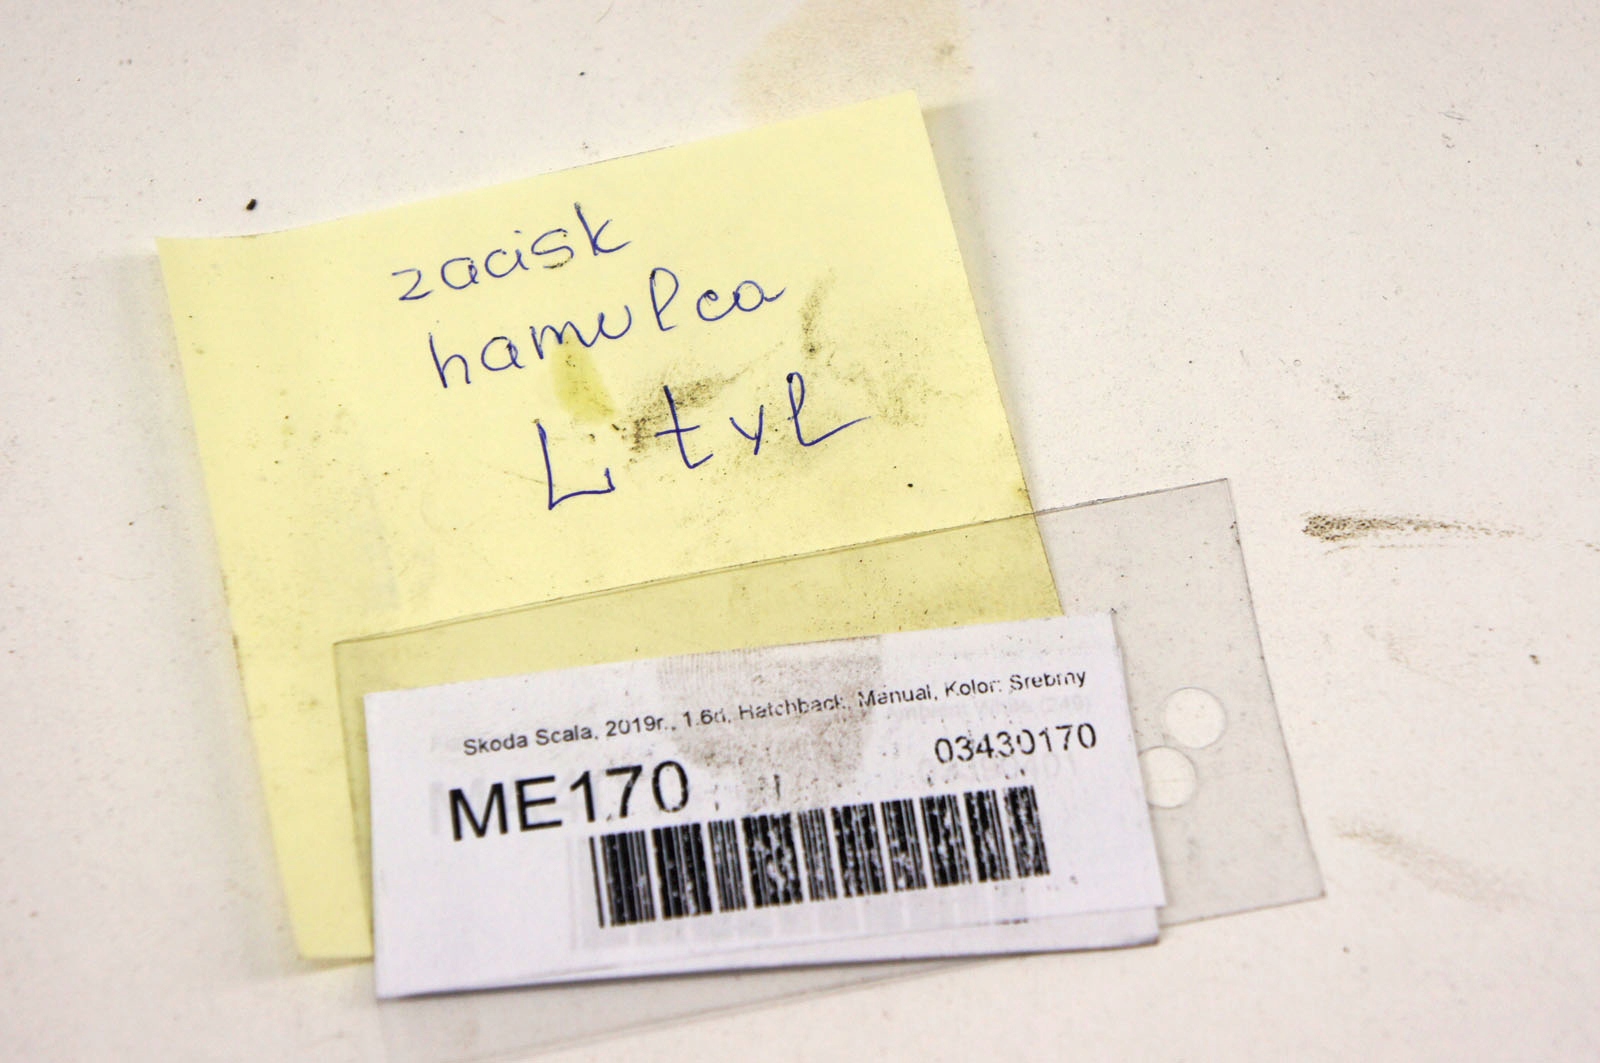 zacisk
hamulca
L tył
Skoda Scala, 2019r., 1.6d, Hatchback, Manual, Kolor: Srebrny
03430170
ME170